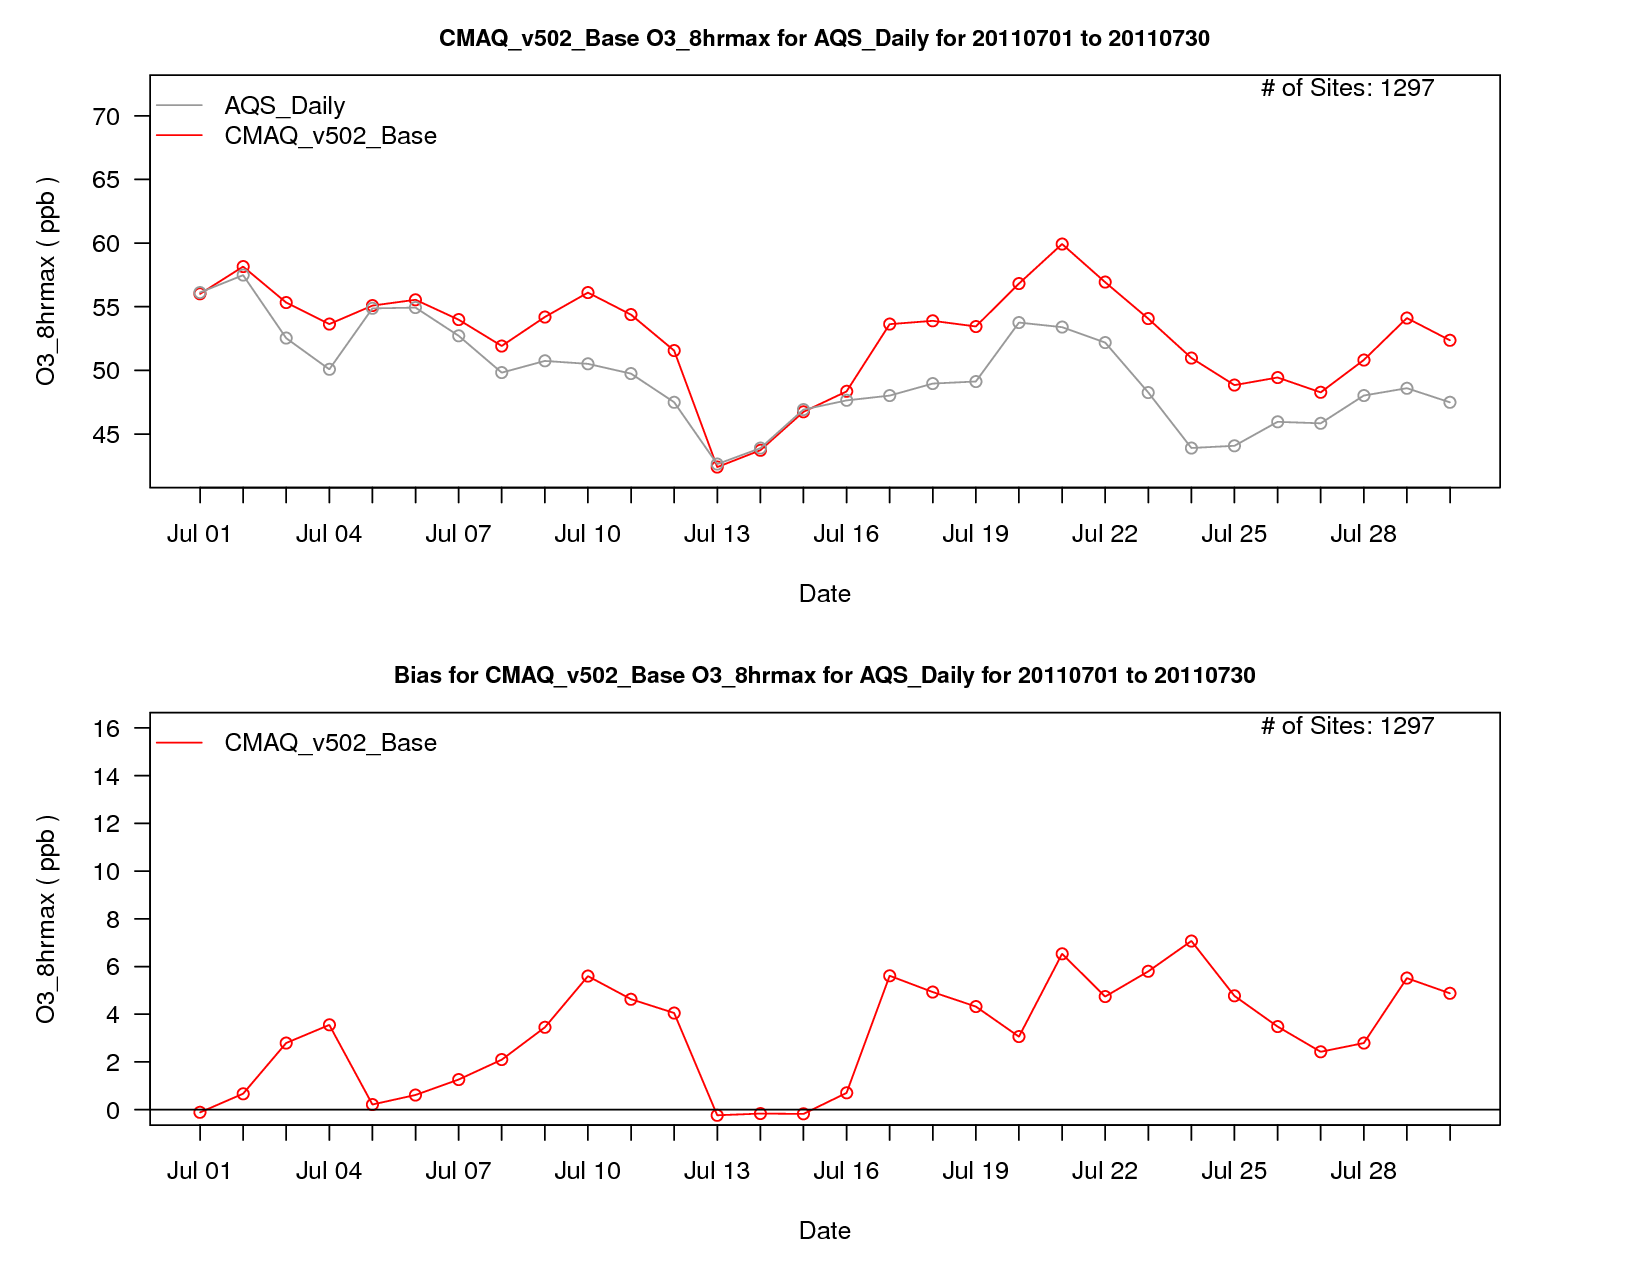 CMAQ_v502_Base O3_8hrmax for AQS_Daily for 20110701 to 20110730
# of Sites: 1297
AQS_Daily
CMAQ_v502_Base
70
65
60
55
50
45
O3_8hrmax ( ppb )
Jul 01 Jul 04 Jul 07 Jul 10 Jul 13 Jul 16 Jul 19 Jul 22 Jul 25 Jul 28
Date
Bias for CMAQ_v502_Base O3_8hrmax for AQS_Daily for 20110701 to 20110730
# of Sites: 1297
CMAQ_v502_Base
16
14
12
10
8
6
4
2
0
O3_8hrmax ( ppb )
Jul 01 Jul 04 Jul 07 Jul 10 Jul 13 Jul 16 Jul 19 Jul 22 Jul 25 Jul 28
Date